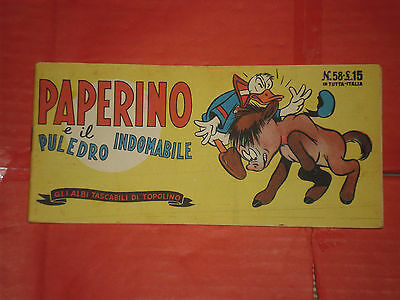 PAPERINO
e il
PULEDRO INDOMABILE
N.58-£.15
IN TUTTA-ITALIA
GLI ALBI TASCABILI DI TOPOLINO